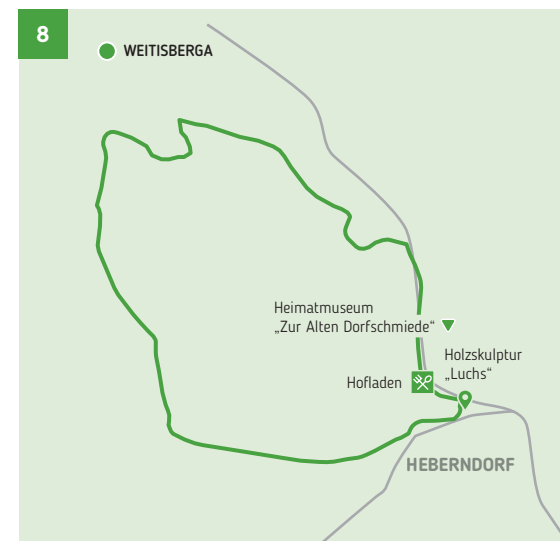 8
WEITISBERGA
Heimatmuseum
„Zur Alten Dorfschmiede“
Holzskulptur
„Luchs“
Hofladen
HEBERNDORF